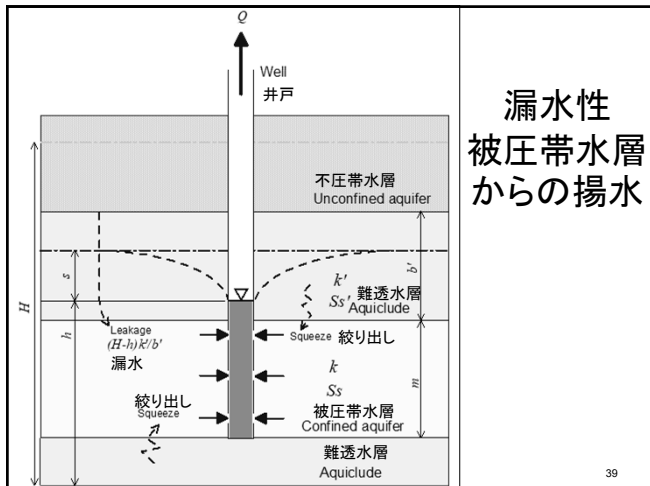 Q
Well
井戸
漏水性
被圧帯水層
からの揚水
不圧帯水層
Unconfined aquifer
s
b'
k'
Ss'
難透水層
Aquiclude
H
h
Leakage
(H-h) k'/b'
漏水
Squeeze 絞り出し
k
Ss
m
絞り出し
Squeeze
被圧帯水層
Confined aquifer
難透水層
Aquiclude
39